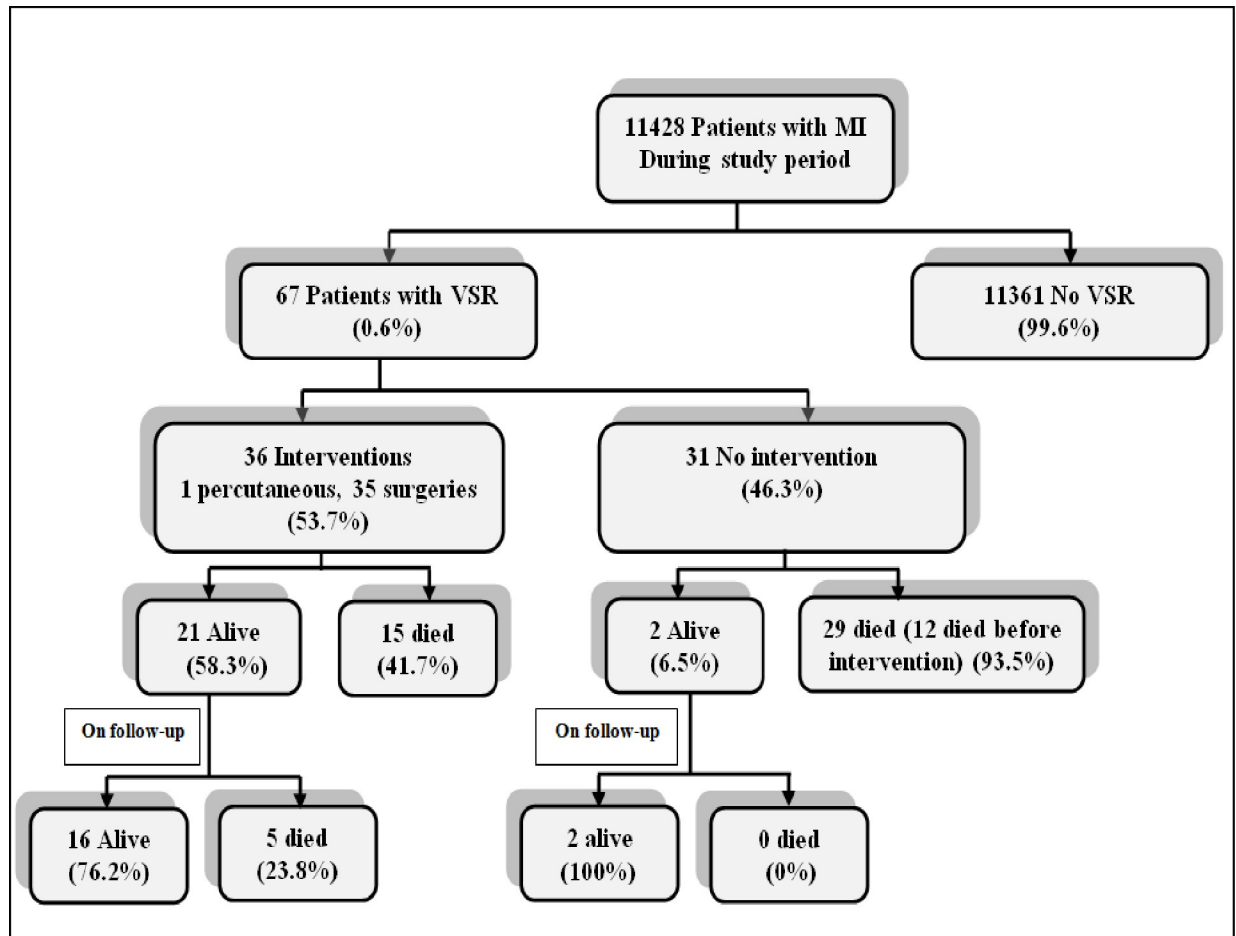 11428 Patients with MI
During study period
67 Patients with VSR
(0.6%)
11361 No VSR
(99.6%)
36 Interventions
1 percutaneous, 35 surgeries
(53.7%)
31 No intervention
(46.3%)
21 Alive
(58.3%)
15 died
(41.7%)
2 Alive
(6.5%)
29 died (12 died before
intervention) (93.5%)
On follow-up
On follow-up
16 Alive
(76.2%)
5 died
(23.8%)
2 alive
(100%)
0 died
(0%)